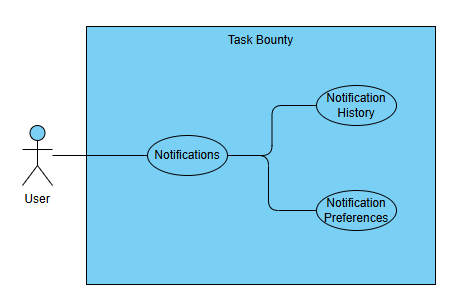 Task Bounty
Notification
History
Notifications
User
Notification
Preferences